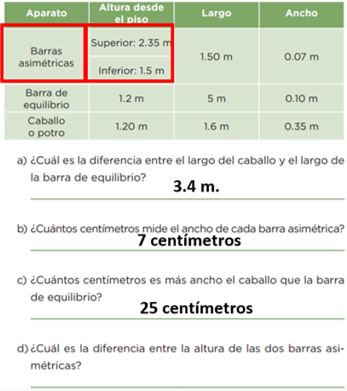 Aparato
Altura desde
el piso
Largo
Ancho
Barras
asimétricas
Superior: 2.35 m
Inferior: 1.5 m
1.50 m
0.07 m
Barra de
equilibrio
1.2 m
5 m
0.10 m
Caballo
o potro
1.20 m
1.6 m
0.35 m
a) ¿Cuál es la diferencia entre el largo del caballo y el largo de
la barra de equilibrio?
3.4 m.
b) ¿Cuántos centímetros mide el ancho de cada barra asimétrica?
7 centímetros
c) ¿Cuántos centímetros es más ancho el caballo que la barra
de equilibrio?
25 centímetros
d) ¿Cuál es la diferencia entre la altura de las dos barras asi-
métricas?